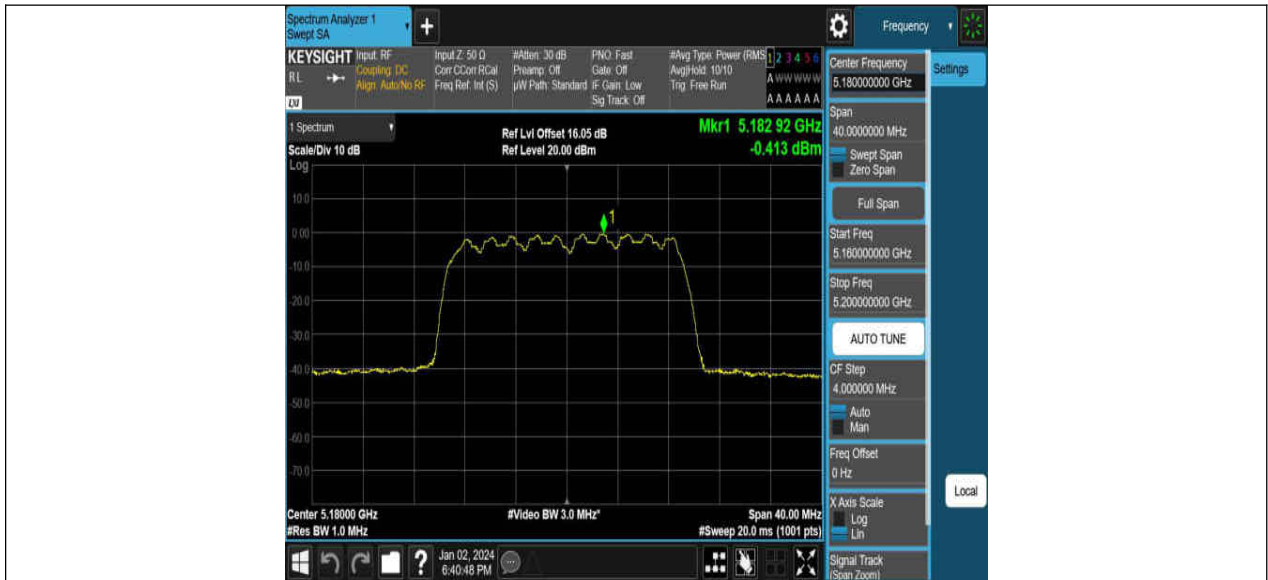 Spectrum Analyzer 1
Swept SA
+
Frequency
KEYSIGHT
RL
LXI
Input: RF
Coupling: DC
Align: Auto/No RF
Input Z: 50 Ω
Corr CCorr RCal
Freq Ref: Int (S)
#Atten: 30 dB
Preamp: Off
µW Path: Standard
PNO: Fast
Gate: Off
IF Gain: Low
Sig Track: Off
#Avg Type: Power (RMS
Avg|Hold: 10/10
Trig: Free Run
1 2 3 4 5 6
A W W W W W
A A A A A A
Center Frequency
5.180000000 GHz
Settings
Span
40.0000000 MHz
Swept Span
Zero Span
Full Span
Start Freq
5.160000000 GHz
Stop Freq
5.200000000 GHz
AUTO TUNE
CF Step
4.000000 MHz
Auto
Man
Freq Offset
0 Hz
X Axis Scale
Log
Lin
Signal Track
(Span Zoom)
Local
1 Spectrum
Scale/Div 10 dB
Ref Lvl Offset 16.05 dB
Ref Level 20.00 dBm
Mkr1 5.182 92 GHz
-0.413 dBm
Log
10.0
0.00
-10.0
-20.0
-30.0
-40.0
-50.0
-60.0
-70.0
1
Center 5.18000 GHz
#Res BW 1.0 MHz
#Video BW 3.0 MHz*
Span 40.00 MHz
#Sweep 20.0 ms (1001 pts)
?
Jan 02, 2024
6:40:48 PM